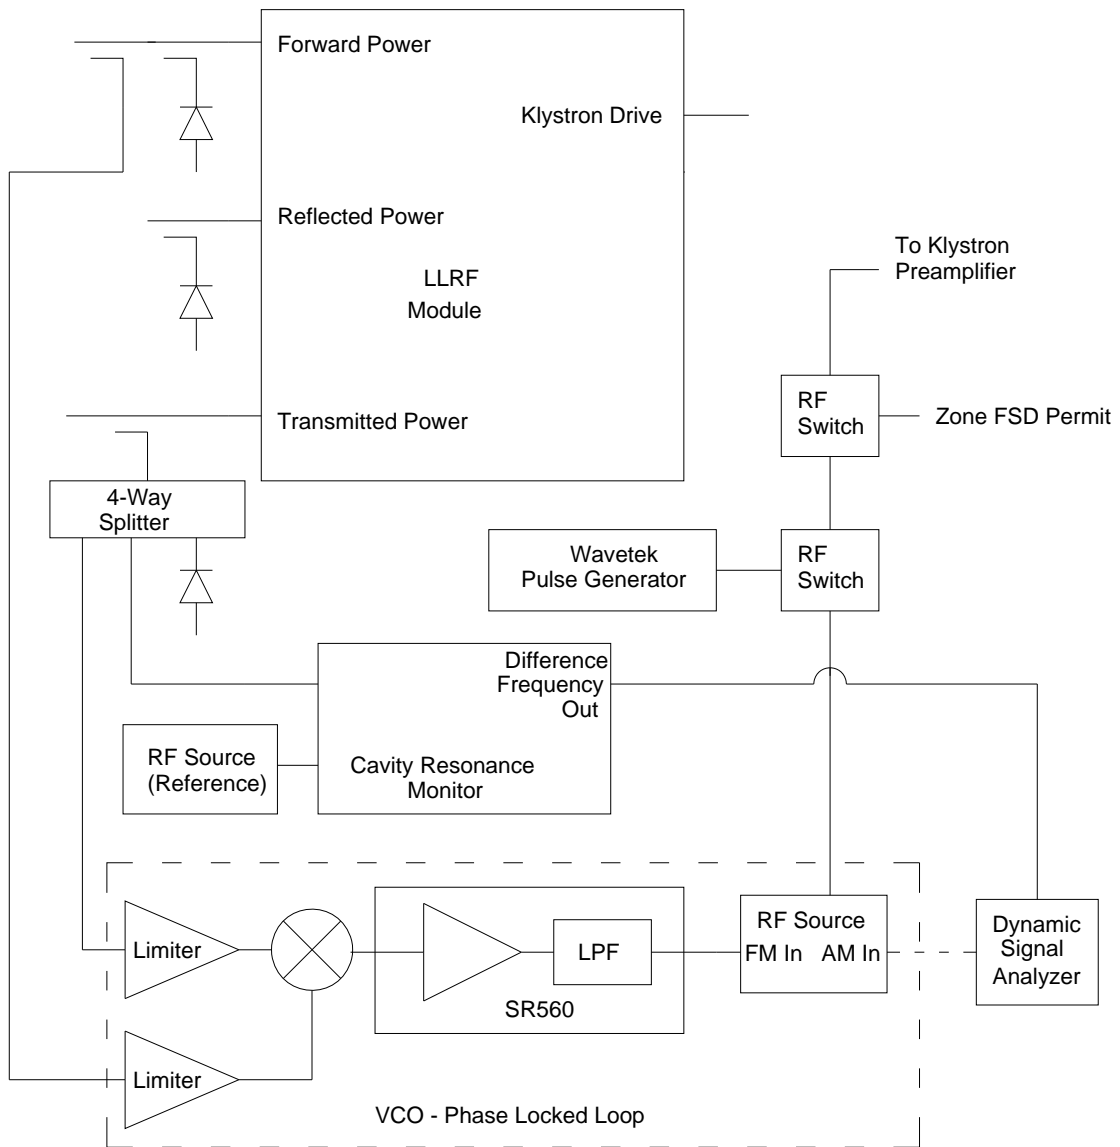 Forward Power
Klystron Drive
Reflected Power
LLRF
Module
To Klystron
Preamplifier
RF
Switch
Zone FSD Permit
Transmitted Power
4-Way
Splitter
Wavetek
Pulse Generator
RF
Switch
Difference
Frequency
Out
RF Source
(Reference)
Cavity Resonance
Monitor
Limiter
LPF
SR560
RF Source
FM In AM In
Dynamic
Signal
Analyzer
Limiter
VCO - Phase Locked Loop